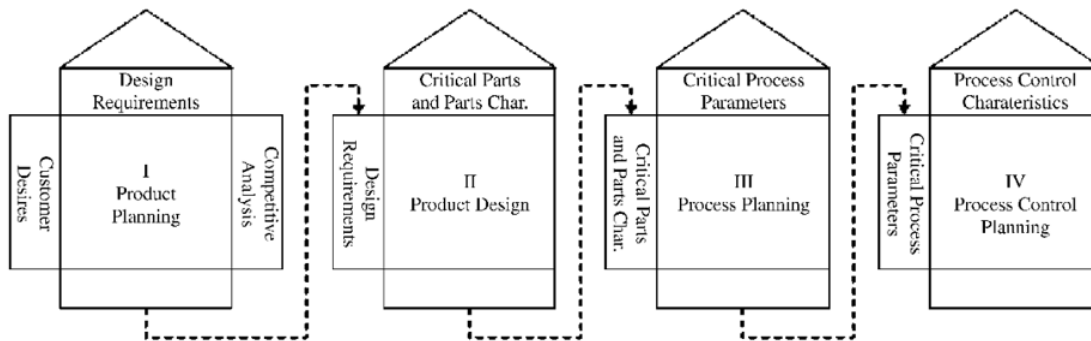 Design
Requirements
Customer
Desires
I
Product
Planning
Competitive
Analysis
Critical Parts
and Parts Char.
Design
Requirements
II
Product Design
Critical Process
Parameters
Critical Parts
and Parts Char.
III
Process Planning
Process Control
Charateristics
Critical Process
Parameters
IV
Process Control
Planning